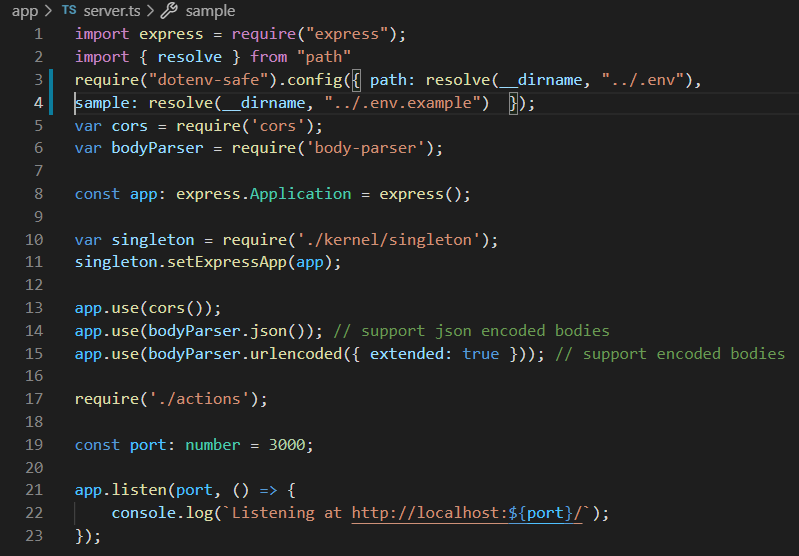 app > TS server.ts > sample
1 import express = require("express");
2 import { resolve } from "path"
3 require("dotenv-safe").config({ path: resolve(__dirname, "../.env"),
4 sample: resolve(__dirname, "../.env.example")  });
5 var cors = require('cors');
6 var bodyParser = require('body-parser');
7
8 const app: express.Application = express();
9
10 var singleton = require('./kernel/singleton');
11 singleton.setExpressApp(app);
12
13 app.use(cors());
14 app.use(bodyParser.json()); // support json encoded bodies
15 app.use(bodyParser.urlencoded({ extended: true })); // support encoded bodies
16
17 require('./actions');
18
19 const port: number = 3000;
20
21 app.listen(port, () => {
22     console.log(`Listening at http://localhost:${port}/`);
23 });